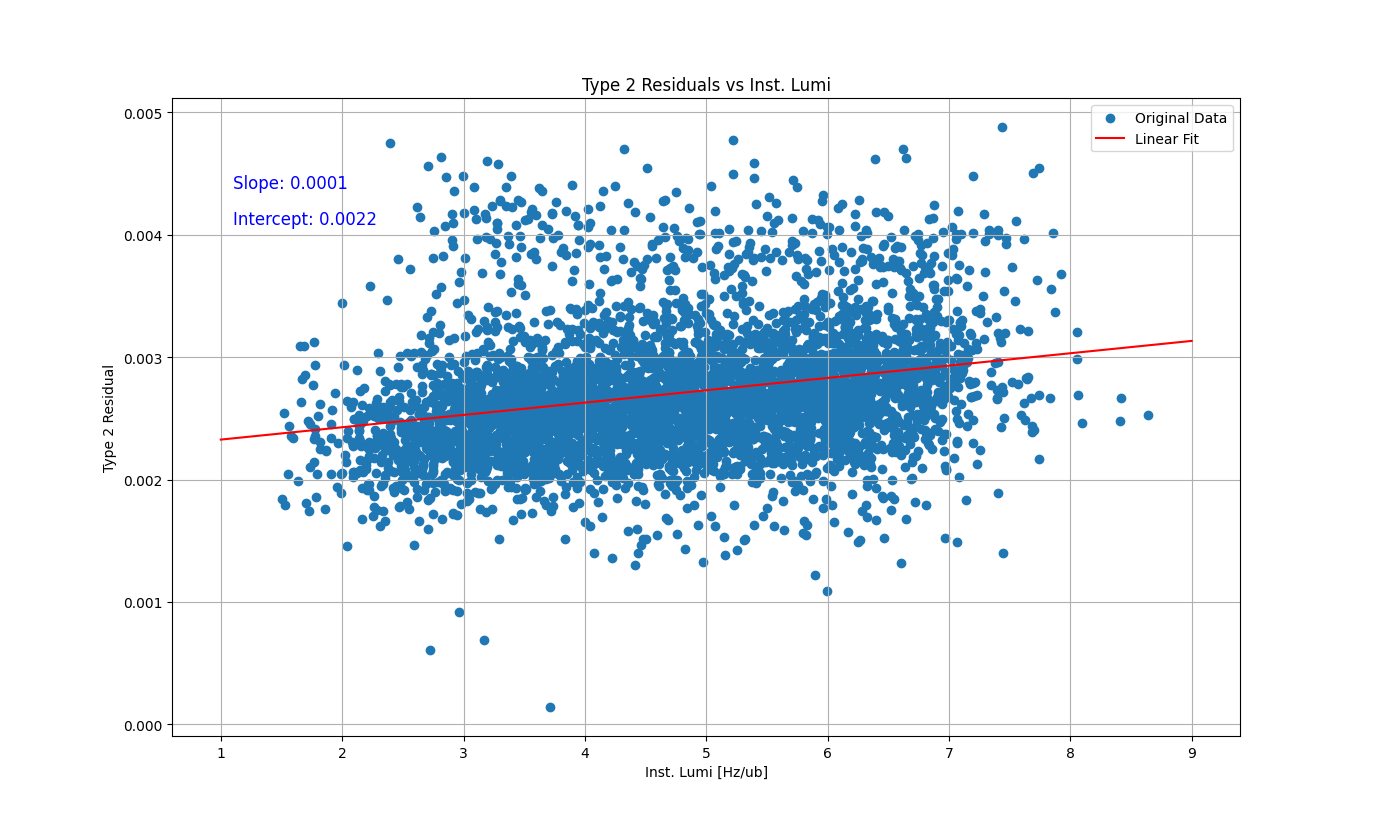 Type 2 Residuals vs Inst. Lumi
Original Data
Linear Fit
Slope: 0.0001
Intercept: 0.0022
0.005
0.004
0.003
0.002
0.001
0.000
Type 2 Residual
1 2 3 4 5 6 7 8 9
Inst. Lumi [Hz/ub]